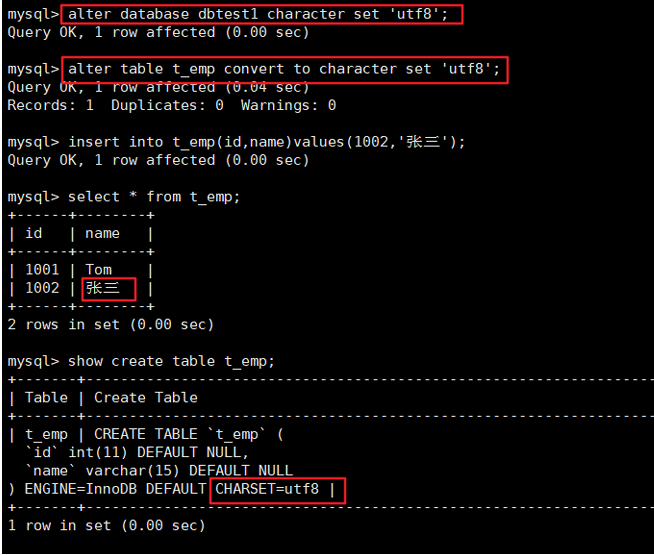 mysql> alter database dbtest1 character set 'utf8';
Query OK, 1 row affected (0.00 sec)
mysql> alter table t_emp convert to character set 'utf8';
Query OK, 1 row affected (0.04 sec)
Records: 1  Duplicates: 0  Warnings: 0
mysql> insert into t_emp(id,name)values(1002,'张三');
Query OK, 1 row affected (0.00 sec)
mysql> select * from t_emp;
+------+--------+
| id   | name   |
+------+--------+
| 1001 | Tom    |
| 1002 | 张三   |
+------+--------+
2 rows in set (0.00 sec)
mysql> show create table t_emp;
+-------+---------------------------------------------------------------
| Table | Create Table
+-------+---------------------------------------------------------------
| t_emp | CREATE TABLE `t_emp` (
  `id` int(11) DEFAULT NULL,
  `name` varchar(15) DEFAULT NULL
) ENGINE=InnoDB DEFAULT CHARSET=utf8 |
+-------+---------------------------------------------------------------
1 row in set (0.00 sec)